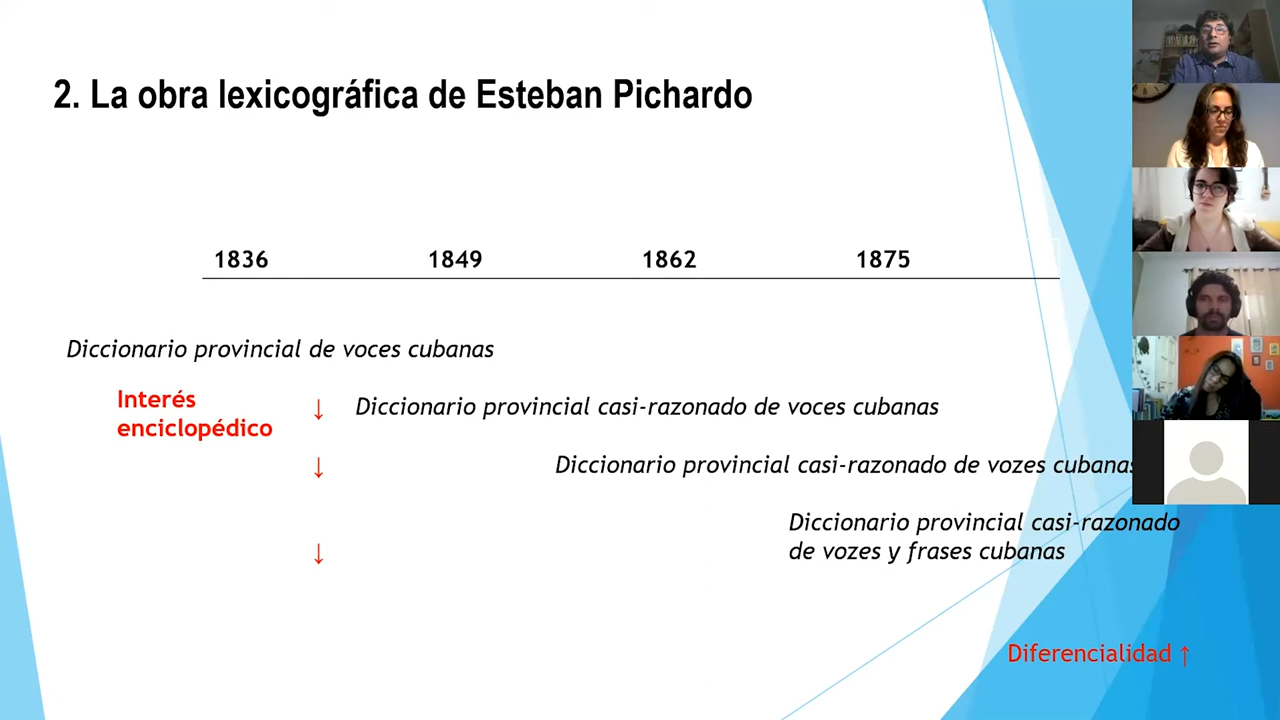 2. La obra lexicográfica de Esteban Pichardo
1836 1849 1862 1875
Diccionario provincial de voces cubanas
Interés
enciclopédico
↓ Diccionario provincial casi-razonado de voces cubanas
↓ Diccionario provincial casi-razonado de vozes cubanas
Diccionario provincial casi-razonado
de vozes y frases cubanas
↓
Diferencialidad ↑